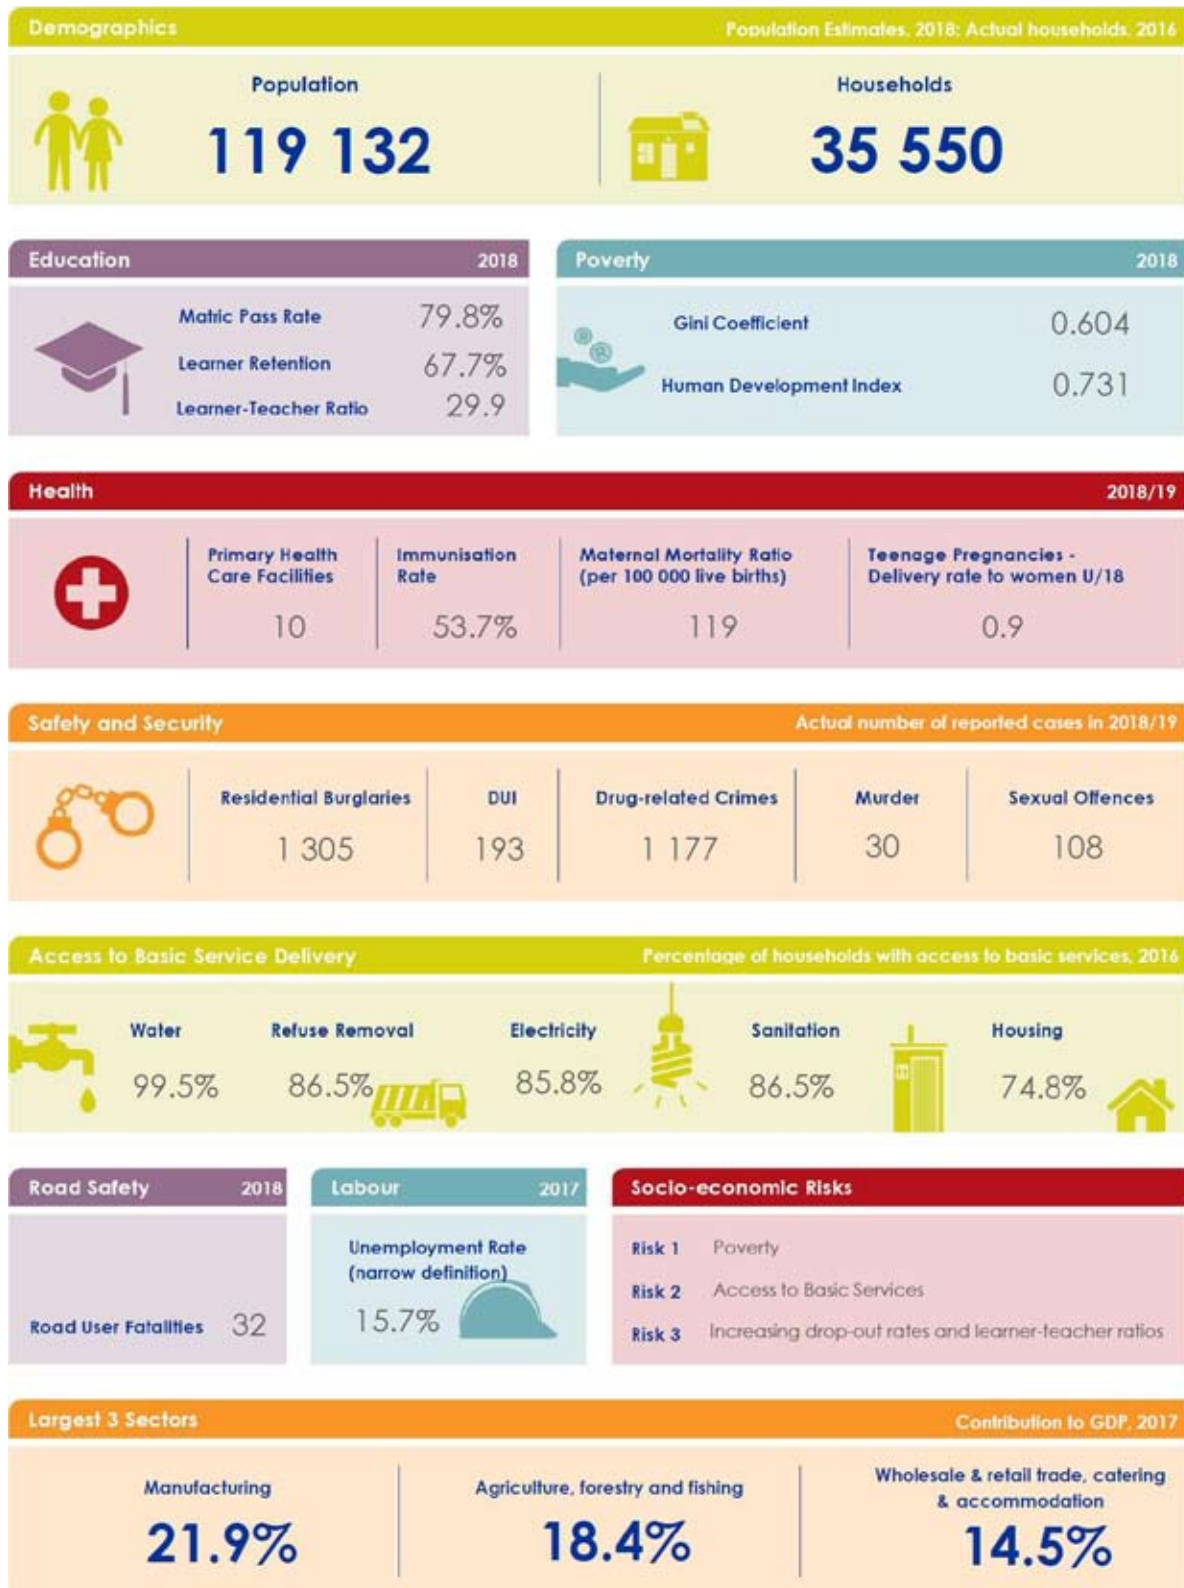 Demographics Population Estimates, 2018; Actual households, 2016
Population Households
119 132 35 550
Education 2018
Matric Pass Rate 79.8%
Learner Retention 67.7%
Learner-Teacher Ratio 29.9
Poverty 2018
Gini Coefficient 0.604
Human Development Index 0.731
Health 2018/19
Primary Health
Care Facilities
10
Immunisation
Rate
53.7%
Maternal Mortality Ratio
(per 100 000 live births)
119
Teenage Pregnancies -
Delivery rate to women U/18
0.9
Safety and Security Actual number of reported cases in 2018/19
Residential Burglaries DUI Drug-related Crimes Murder Sexual Offences
1 305 193 1 177 30 108
Access to Basic Service Delivery Percentage of households with access to basic services, 2016
Water Refuse Removal Electricity Sanitation Housing
99.5% 86.5% 85.8% 86.5% 74.8%
Road Safety 2018
Road User Fatalities 32
Labour 2017
Unemployment Rate
(narrow definition)
15.7%
Socio-economic Risks
Risk 1 Poverty
Risk 2 Access to Basic Services
Risk 3 Increasing drop-out rates and learner-teacher ratios
Largest 3 Sectors Contribution to GDP, 2017
Manufacturing
21.9%
Agriculture, forestry and fishing
18.4%
Wholesale & retail trade, catering
& accommodation
14.5%